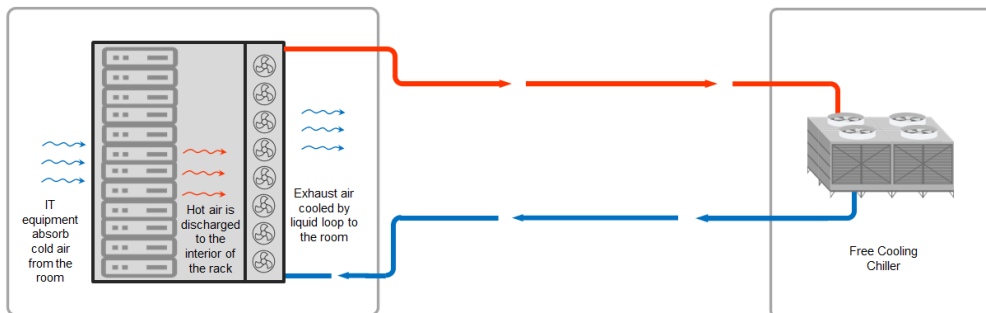 IT
equipment
absorb
cold air
from the
room
Hot air is
discharged
to the
interior of
the rack
Exhaust air
cooled by
liquid loop to
the room
Free Cooling
Chiller